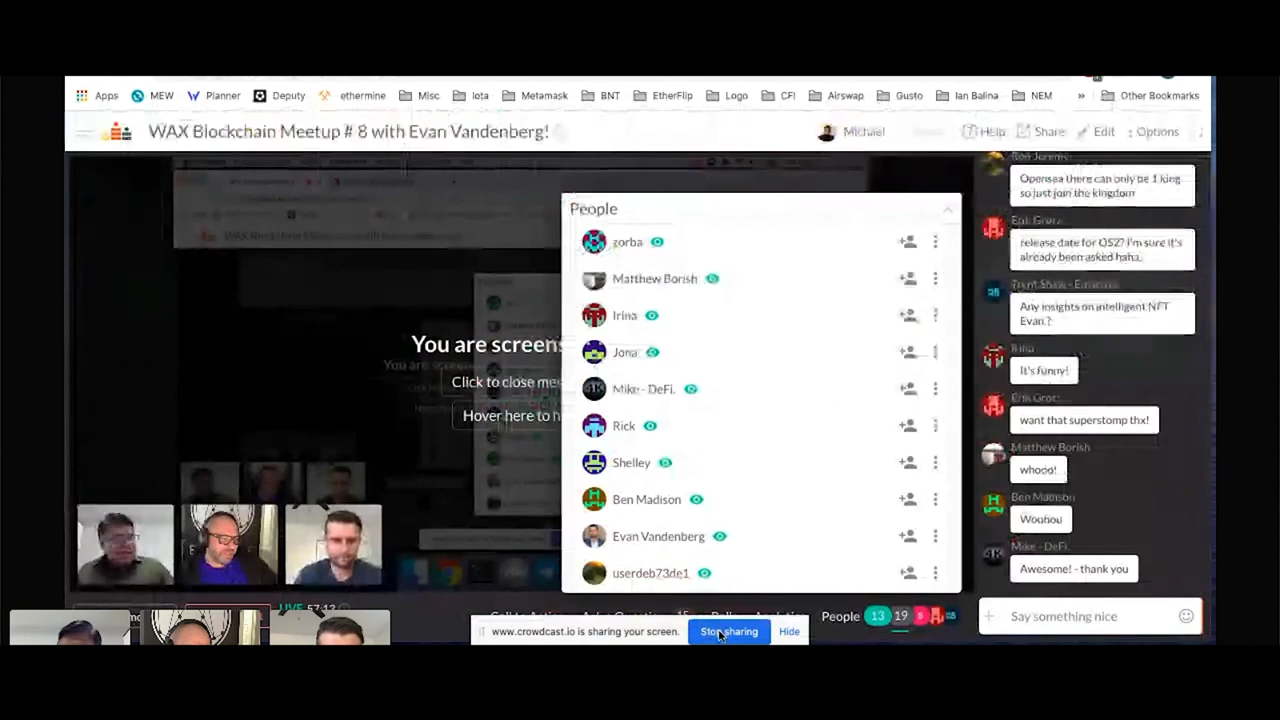 Apps MEW Planner Deputy ethermine Misc Iota Metamask BNT EtherFlip Logo CFI Airswap Gusto Ian Balina NEM » Other Bookmarks
WAX Blockchain Meetup # 8 with Evan Vandenberg!
Michael Help Share Edit Options
People
zorba
Matthew Borish
Irina
Jona
Mike - DeFi.
Rick
Shelley
Ben Madison
Evan Vandenberg
userdeb73de1
You are screens
Click to close me
Hover here to h
Opensea there can only be 1 king
so just join the kingdom
release date for OS2? I'm sure it's
already been asked haha,
Any insights on intelligent NFT
Evan.?
Irina
It's funny!
want that superstomp thx!
Matthew Borish
whooo!
Ben Madison
Woohou
Mike - DeFi.
Awesome! - thank you
LIVE 57:13
People 13 19
Say something nice
www.crowdcast.io is sharing your screen. Stop sharing Hide